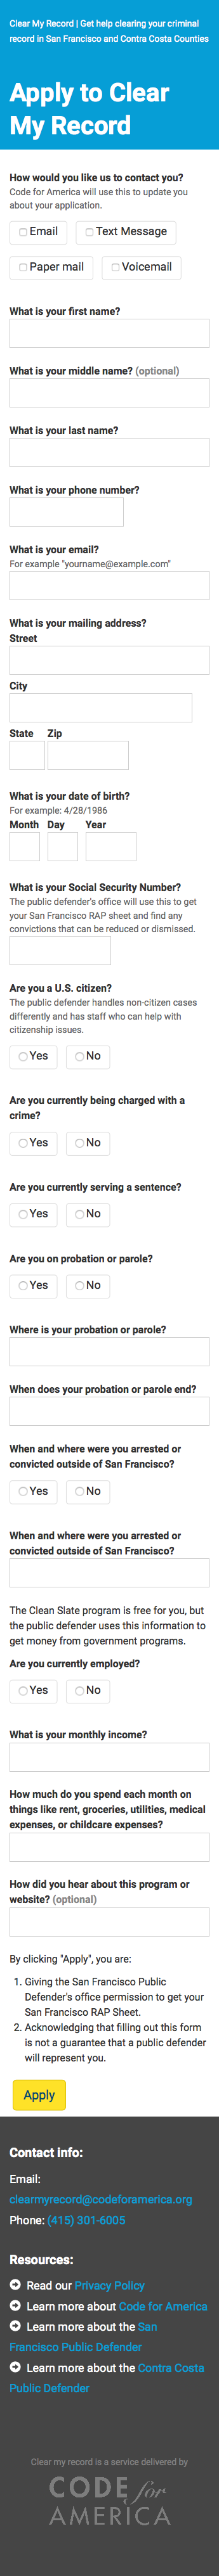 Clear My Record | Get help clearing your criminal
record in San Francisco and Contra Costa Counties
Apply to Clear
My Record
How would you like us to contact you?
Code for America will use this to update you
about your application.
Email Text Message
Paper mail Voicemail
What is your first name?
What is your middle name? (optional)
What is your last name?
What is your phone number?
What is your email?
For example "yourname@example.com"
What is your mailing address?
Street
City
State Zip
What is your date of birth?
For example: 4/28/1986
Month Day Year
What is your Social Security Number?
The public defender's office will use this to get
your San Francisco RAP sheet and find any
convictions that can be reduced or dismissed.
Are you a U.S. citizen?
The public defender handles non-citizen cases
differently and has staff who can help with
citizenship issues.
Yes No
Are you currently being charged with a
crime?
Yes No
Are you currently serving a sentence?
Yes No
Are you on probation or parole?
Yes No
Where is your probation or parole?
When does your probation or parole end?
When and where were you arrested or
convicted outside of San Francisco?
Yes No
When and where were you arrested or
convicted outside of San Francisco?
The Clean Slate program is free for you, but
the public defender uses this information to
get money from government programs.
Are you currently employed?
Yes No
What is your monthly income?
How much do you spend each month on
things like rent, groceries, utilities, medical
expenses, or childcare expenses?
How did you hear about this program or
website? (optional)
By clicking "Apply", you are:
1. Giving the San Francisco Public
Defender's office permission to get your
San Francisco RAP Sheet.
2. Acknowledging that filling out this form
is not a guarantee that a public defender
will represent you.
Apply
Contact info:
Email:
clearmyrecord@codeforamerica.org
Phone: (415) 301-6005
Resources:
Read our Privacy Policy
Learn more about Code for America
Learn more about the San
Francisco Public Defender
Learn more about the Contra Costa
Public Defender
Clear my record is a service delivered by
CODE for
AMERICA